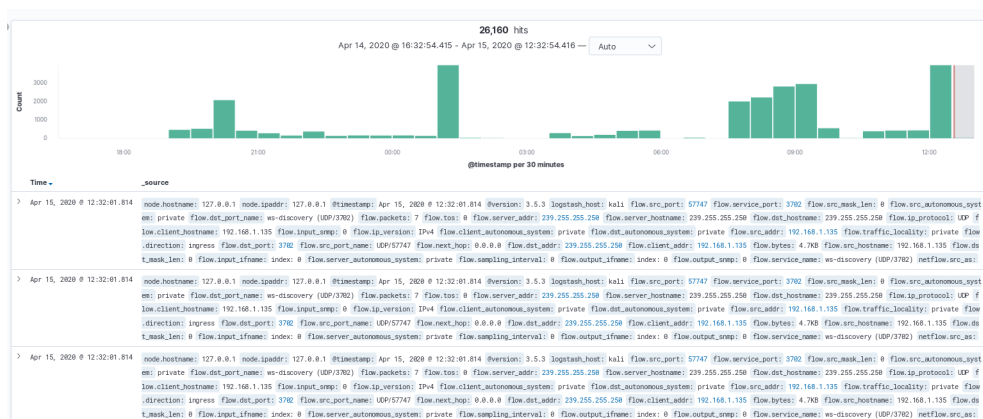 26,160 hits
Apr 14, 2020 @ 16:32:54.415 - Apr 15, 2020 @ 12:32:54.416 — Auto
Count
3000
2000
1000
0
18:00 21:00 00:00 03:00 06:00 09:00 12:00
@timestamp per 30 minutes
Time _source
Apr 15, 2020 @ 12:32:01.814 node.hostname: 127.0.0.1 node.ipaddr: 127.0.0.1 @timestamp: Apr 15, 2020 @ 12:32:01.814 @version: 3.5.3 logstash_host: kali flow.src_port: 57747 flow.service_port: 3702 flow.src_mask_len: 0 flow.src_autonomous_syst
em: private flow.dst_port_name: ws-discovery (UDP/3702) flow.packets: 7 flow.tos: 0 flow.server_addr: 239.255.255.250 flow.server_hostname: 239.255.255.250 flow.dst_hostname: 239.255.255.250 flow.ip_protocol: UDP f
low.client_hostname: 192.168.1.135 flow.input_snmp: 0 flow.ip_version: IPv4 flow.client_autonomous_system: private flow.dst_autonomous_system: private flow.src_addr: 192.168.1.135 flow.traffic_locality: private flow
.direction: ingress flow.dst_port: 3702 flow.src_port_name: UDP/57747 flow.next_hop: 0.0.0.0 flow.dst_addr: 239.255.255.250 flow.client_addr: 192.168.1.135 flow.bytes: 4.7KB flow.src_hostname: 192.168.1.135 flow.ds
t_mask_len: 0 flow.input_ifname: index: 0 flow.server_autonomous_system: private flow.sampling_interval: 0 flow.output_ifname: index: 0 flow.output_snmp: 0 flow.service_name: ws-discovery (UDP/3702) netflow.src_as:
Apr 15, 2020 @ 12:32:01.814 node.hostname: 127.0.0.1 node.ipaddr: 127.0.0.1 @timestamp: Apr 15, 2020 @ 12:32:01.814 @version: 3.5.3 logstash_host: kali flow.src_port: 57747 flow.service_port: 3702 flow.src_mask_len: 0 flow.src_autonomous_syst
em: private flow.dst_port_name: ws-discovery (UDP/3702) flow.packets: 7 flow.tos: 0 flow.server_addr: 239.255.255.250 flow.server_hostname: 239.255.255.250 flow.dst_hostname: 239.255.255.250 flow.ip_protocol: UDP f
low.client_hostname: 192.168.1.135 flow.input_snmp: 0 flow.ip_version: IPv4 flow.client_autonomous_system: private flow.dst_autonomous_system: private flow.src_addr: 192.168.1.135 flow.traffic_locality: private flow
.direction: ingress flow.dst_port: 3702 flow.src_port_name: UDP/57747 flow.next_hop: 0.0.0.0 flow.dst_addr: 239.255.255.250 flow.client_addr: 192.168.1.135 flow.bytes: 4.7KB flow.src_hostname: 192.168.1.135 flow.ds
t_mask_len: 0 flow.input_ifname: index: 0 flow.server_autonomous_system: private flow.sampling_interval: 0 flow.output_ifname: index: 0 flow.output_snmp: 0 flow.service_name: ws-discovery (UDP/3702) netflow.src_as:
Apr 15, 2020 @ 12:32:01.814 node.hostname: 127.0.0.1 node.ipaddr: 127.0.0.1 @timestamp: Apr 15, 2020 @ 12:32:01.814 @version: 3.5.3 logstash_host: kali flow.src_port: 57747 flow.service_port: 3702 flow.src_mask_len: 0 flow.src_autonomous_syst
em: private flow.dst_port_name: ws-discovery (UDP/3702) flow.packets: 7 flow.tos: 0 flow.server_addr: 239.255.255.250 flow.server_hostname: 239.255.255.250 flow.dst_hostname: 239.255.255.250 flow.ip_protocol: UDP f
low.client_hostname: 192.168.1.135 flow.input_snmp: 0 flow.ip_version: IPv4 flow.client_autonomous_system: private flow.dst_autonomous_system: private flow.src_addr: 192.168.1.135 flow.traffic_locality: private flow
.direction: ingress flow.dst_port: 3702 flow.src_port_name: UDP/57747 flow.next_hop: 0.0.0.0 flow.dst_addr: 239.255.255.250 flow.client_addr: 192.168.1.135 flow.bytes: 4.7KB flow.src_hostname: 192.168.1.135 flow.ds
t_mask_len: 0 flow.input_ifname: index: 0 flow.server_autonomous_system: private flow.sampling_interval: 0 flow.output_ifname: index: 0 flow.output_snmp: 0 flow.service_name: ws-discovery (UDP/3702) netflow.src_as: